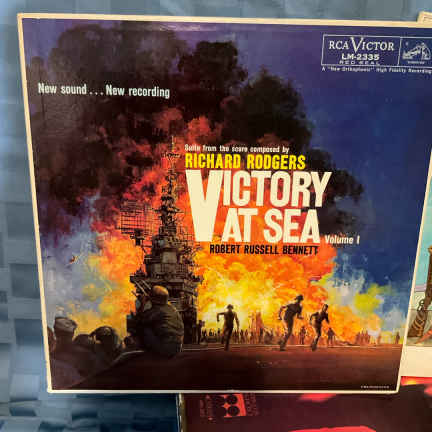 RCA VICTOR
LM-2335
RED SEAL
A "New Orthophonic" High Fidelity Recording
New sound . . . New recording
Suite from the score composed by
RICHARD RODGERS
VICTORY
AT SEA Volume I
ROBERT RUSSELL BENNETT